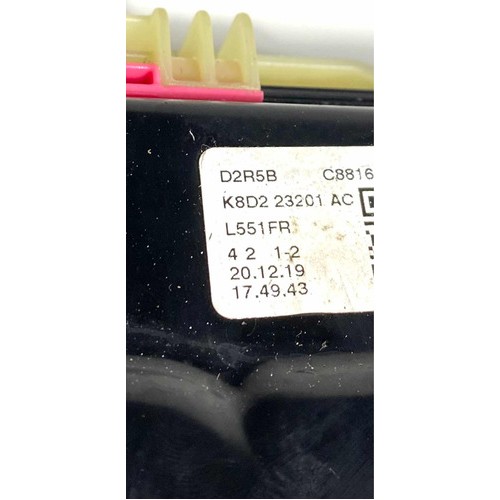 D2R5B C8816
K8D2 23201 AC
L551FR
4 2 1-2
20.12.19
17.49.43